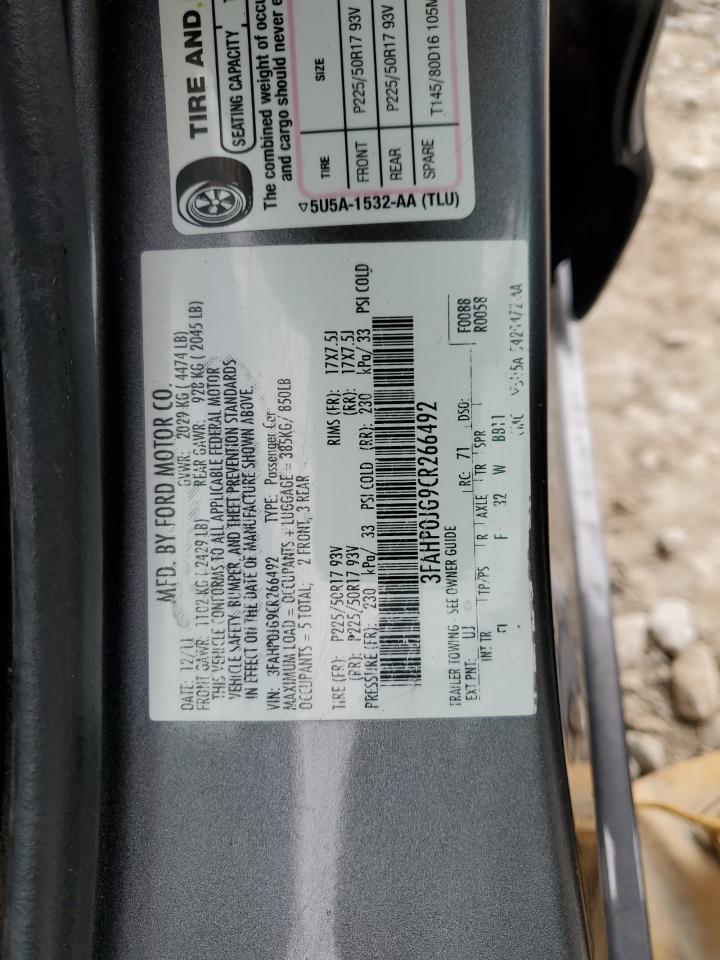 TIRE AND
SEATING CAPACITY
The combined weight of occu
and cargo should never e
TIRE SIZE
FRONT P225/50R17 93V
REAR P225/50R17 93V
SPARE T145/80D16 105M
5U5A-1532-AA (TLU)
MFD. BY FORD MOTOR CO.
DATE: 12/11 GVWR: 2029 KG ( 4474 LB)
FRONT GAWR: 1102 KG ( 2429 LB) REAR GAWR: 928 KG ( 2045 LB)
THIS VEHICLE CONFORMS TO ALL APPLICABLE FEDERAL MOTOR
VEHICLE SAFETY, BUMPER, AND THEFT PREVENTION STANDARDS
IN EFFECT ON THE DATE OF MANUFACTURE SHOWN ABOVE.
VIN: 3FAHP0JG9CR266492 TYPE: Passenger Car
MAXIMUM LOAD = OCCUPANTS + LUGGAGE = 385KG/ 850LB
OCCUPANTS = 5 TOTAL; 2 FRONT, 3 REAR
TIRE (FR): P225/50R17 93V RIMS (FR): 17X7.5J
(RR): P225/50R17 93V (RR): 17X7.5J
PRESS TIRE (FR): 230 kPa/ 33 PSI COLD (RR): 230 kPa/ 33 PSI COLD
3FAHP0JG9CR266492
TRAILER TOWING - SEE OWNER GUIDE F0088
EXT PNT: UJ RC: 71 DSO: R0058
INT TR TP/PS R AXLE TR SPR
F 32 W BB11